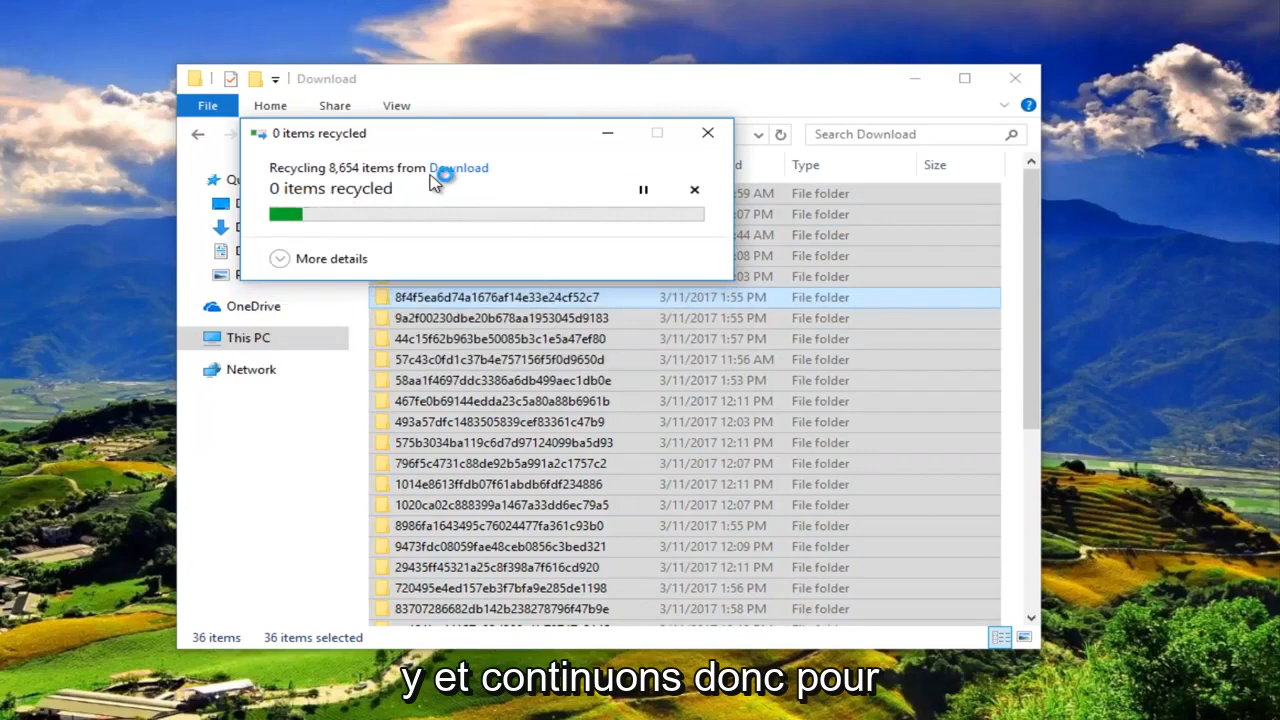 Download
File Home Share View
0 items recycled
Search Download
Recycling 8,654 items from Download
0 items recycled
More details
Type Size
File folder
File folder
File folder
File folder
File folder
8f4f5ea6d74a1676af14e33e24cf52c7 3/11/2017 1:55 PM File folder
9a2f00230dbe20b678aa1953045d9183 3/11/2017 1:55 PM File folder
OneDrive
44c15f62b963be50085b3c1e5a47ef80 3/11/2017 1:57 PM File folder
This PC
57c43c0fd1c37b4e757156f5f0d9650d 3/11/2017 11:56 AM File folder
Network
58aa1f4697ddc3386a6db499aec1db0e 3/11/2017 1:53 PM File folder
467fe0b69144edda23c5a80a88b6961b 3/11/2017 12:11 PM File folder
493a57dfc1483505839cef83361c47b9 3/11/2017 12:03 PM File folder
575b3034ba119c6d7d97124099ba5d93 3/11/2017 12:11 PM File folder
796f5c4731c88de92b5a991a2c1757c2 3/11/2017 12:07 PM File folder
1014e8613ffdb07f61abdb6fdf234886 3/11/2017 12:11 PM File folder
1020ca02c888399a1467a33dd6ec79a5 3/11/2017 12:07 PM File folder
8986fa1643495c76024477fa361c93b0 3/11/2017 1:55 PM File folder
9473fdc08059fae48ceb0856c3bed321 3/11/2017 12:09 PM File folder
29435ff45321a25c8f398a7f616cd920 3/11/2017 12:11 PM File folder
720495e4ed157eb3f7bfa9e285de1198 3/11/2017 1:56 PM File folder
83707286682db142b238278796f47b9e 3/11/2017 1:58 PM File folder
36 items 36 items selected
y et continuons donc pour